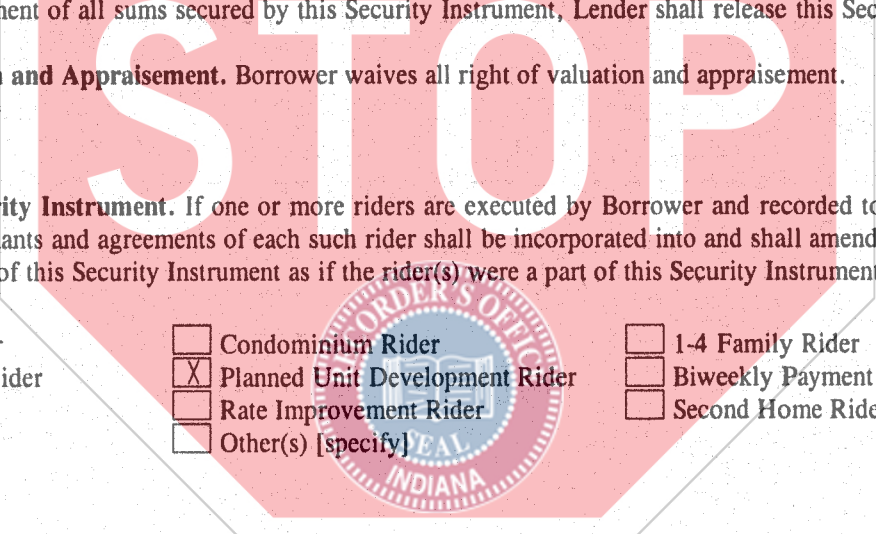 ment of all sums secured by this Security Instrument, Lender shall release this Sec
and Appraisement. Borrower waives all right of valuation and appraisement.
STOP
rity Instrument. If one or more riders are executed by Borrower and recorded to
ants and agreements of each such rider shall be incorporated into and shall amend
of this Security Instrument as if the rider(s) were a part of this Security Instrument
Condominium Rider 1-4 Family Rider
ider X Planned Unit Development Rider Biweekly Payment
Rate Improvement Rider Second Home Ride
Other(s) [specify]
RECORDER'S OFFICE
SEAL
INDIANA